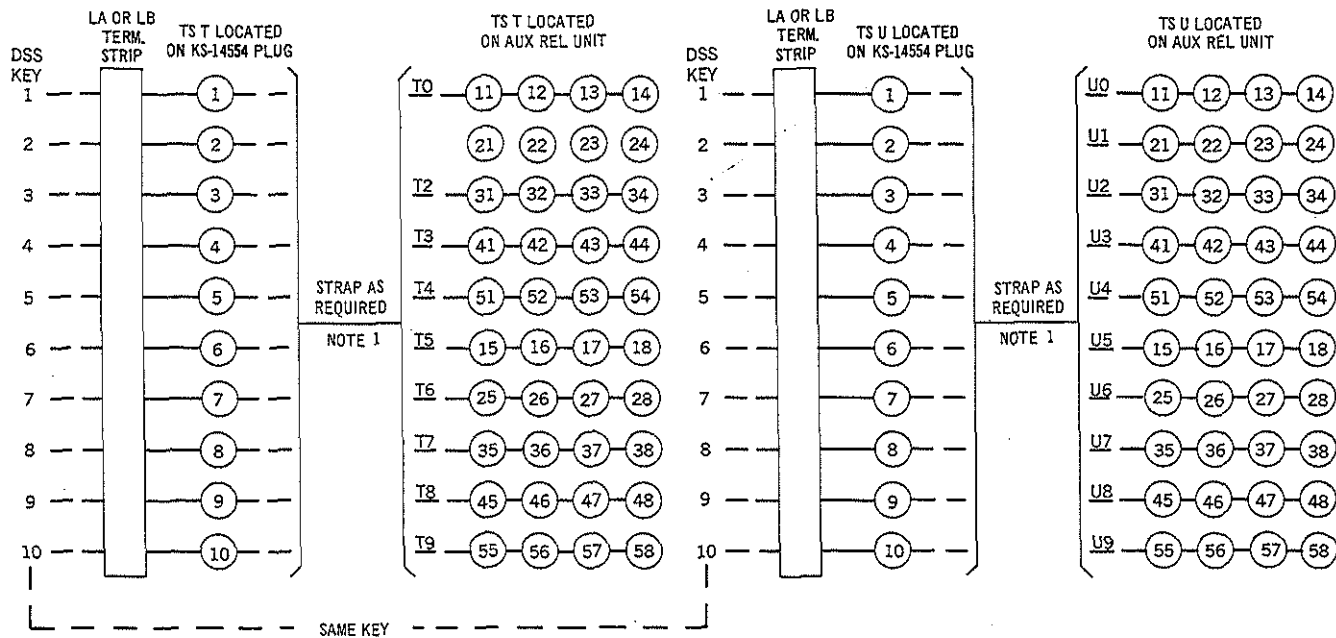 LA OR LB TERM. STRIP
TS T LOCATED ON KS-14554 PLUG
TS T LOCATED ON AUX REL UNIT
LA OR LB TERM. STRIP
TS U LOCATED ON KS-14554 PLUG
TS U LOCATED ON AUX REL UNIT
DSS KEY
DSS KEY
1 1 T0 11 12 13 14 1 1 U0 11 12 13 14
2 2 21 22 23 24 2 2 U1 21 22 23 24
3 3 T2 31 32 33 34 3 3 U2 31 32 33 34
4 4 T3 41 42 43 44 4 4 U3 41 42 43 44
5 5 T4 51 52 53 54 5 5 U4 51 52 53 54
STRAP AS REQUIRED
NOTE 1
STRAP AS REQUIRED
NOTE 1
6 6 T5 15 16 17 18 6 6 U5 15 16 17 18
7 7 T6 25 26 27 28 7 7 U6 25 26 27 28
8 8 T7 35 36 37 38 8 8 U7 35 36 37 38
9 9 T8 45 46 47 48 9 9 U8 45 46 47 48
10 10 T9 55 56 57 58 10 10 U9 55 56 57 58
SAME KEY